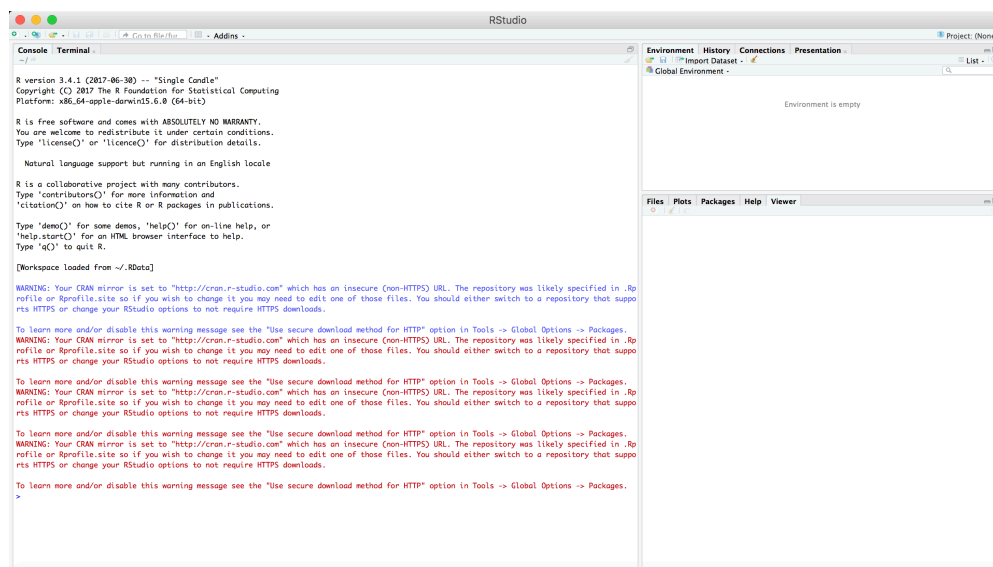 RStudio
Go to file/fur
Addins
Project: (None
Console Terminal
~/
R version 3.4.1 (2017-06-30) -- "Single Candle"
Copyright (C) 2017 The R Foundation for Statistical Computing
Platform: x86_64-apple-darwin15.6.0 (64-bit)
R is free software and comes with ABSOLUTELY NO WARRANTY.
You are welcome to redistribute it under certain conditions.
Type 'license()' or 'licence()' for distribution details.
Natural language support but running in an English locale
R is a collaborative project with many contributors.
Type 'contributors()' for more information and
'citation()' on how to cite R or R packages in publications.
Type 'demo()' for some demos, 'help()' for on-line help, or
'help.start()' for an HTML browser interface to help.
Type 'q()' to quit R.
[Workspace loaded from ~/.RData]
WARNING: Your CRAN mirror is set to "http://cran.r-studio.com" which has an insecure (non-HTTPS) URL. The repository was likely specified in .Rp
rofile or Rprofile.site so if you wish to change it you may need to edit one of those files. You should either switch to a repository that suppo
rts HTTPS or change your RStudio options to not require HTTPS downloads.
To learn more and/or disable this warning message see the "Use secure download method for HTTP" option in Tools -> Global Options -> Packages.
WARNING: Your CRAN mirror is set to "http://cran.r-studio.com" which has an insecure (non-HTTPS) URL. The repository was likely specified in .Rp
rofile or Rprofile.site so if you wish to change it you may need to edit one of those files. You should either switch to a repository that suppo
rts HTTPS or change your RStudio options to not require HTTPS downloads.
To learn more and/or disable this warning message see the "Use secure download method for HTTP" option in Tools -> Global Options -> Packages.
WARNING: Your CRAN mirror is set to "http://cran.r-studio.com" which has an insecure (non-HTTPS) URL. The repository was likely specified in .Rp
rofile or Rprofile.site so if you wish to change it you may need to edit one of those files. You should either switch to a repository that suppo
rts HTTPS or change your RStudio options to not require HTTPS downloads.
To learn more and/or disable this warning message see the "Use secure download method for HTTP" option in Tools -> Global Options -> Packages.
WARNING: Your CRAN mirror is set to "http://cran.r-studio.com" which has an insecure (non-HTTPS) URL. The repository was likely specified in .Rp
rofile or Rprofile.site so if you wish to change it you may need to edit one of those files. You should either switch to a repository that suppo
rts HTTPS or change your RStudio options to not require HTTPS downloads.
To learn more and/or disable this warning message see the "Use secure download method for HTTP" option in Tools -> Global Options -> Packages.
>
Environment History Connections Presentation
Import Dataset List
Global Environment
Environment is empty
Files Plots Packages Help Viewer